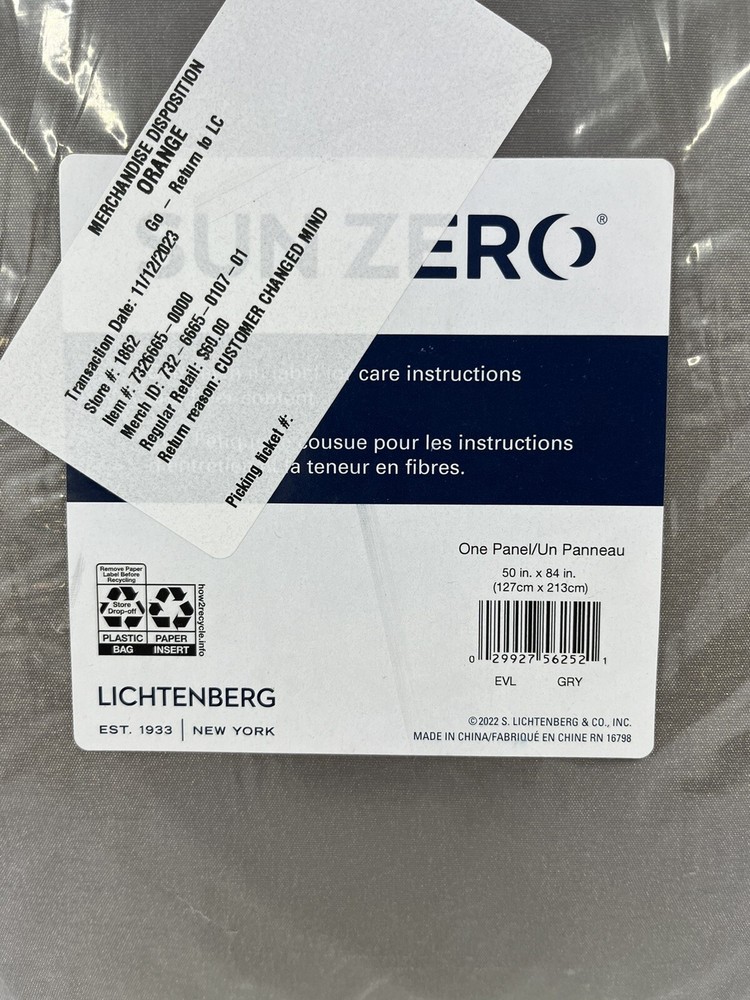 MERCHANDISE DISPOSITION
ORANGE
Go - Return to LC
Transaction Date: 11/12/2023
Store #: 1862
Item #: 7326665-0000
Merch ID: 732-6665-0107-01
Regular Retail: $60.00
Return reason: CUSTOMER CHANGED MIND
Picking ticket #:
SUN ZERO®
label for care instructions
cousue pour les instructions
la teneur en fibres.
One Panel/Un Panneau
50 in. x 84 in.
(127cm x 213cm)
0 29927 56252 1
EVL GRY
Remove Paper
Label Before
Recycling
Store
Drop-off
PLASTIC PAPER
BAG INSERT
how2recycle.info
LICHTENBERG
EST. 1933 | NEW YORK
©2022 S. LICHTENBERG & CO., INC.
MADE IN CHINA/FABRIQUÉ EN CHINE RN 16798